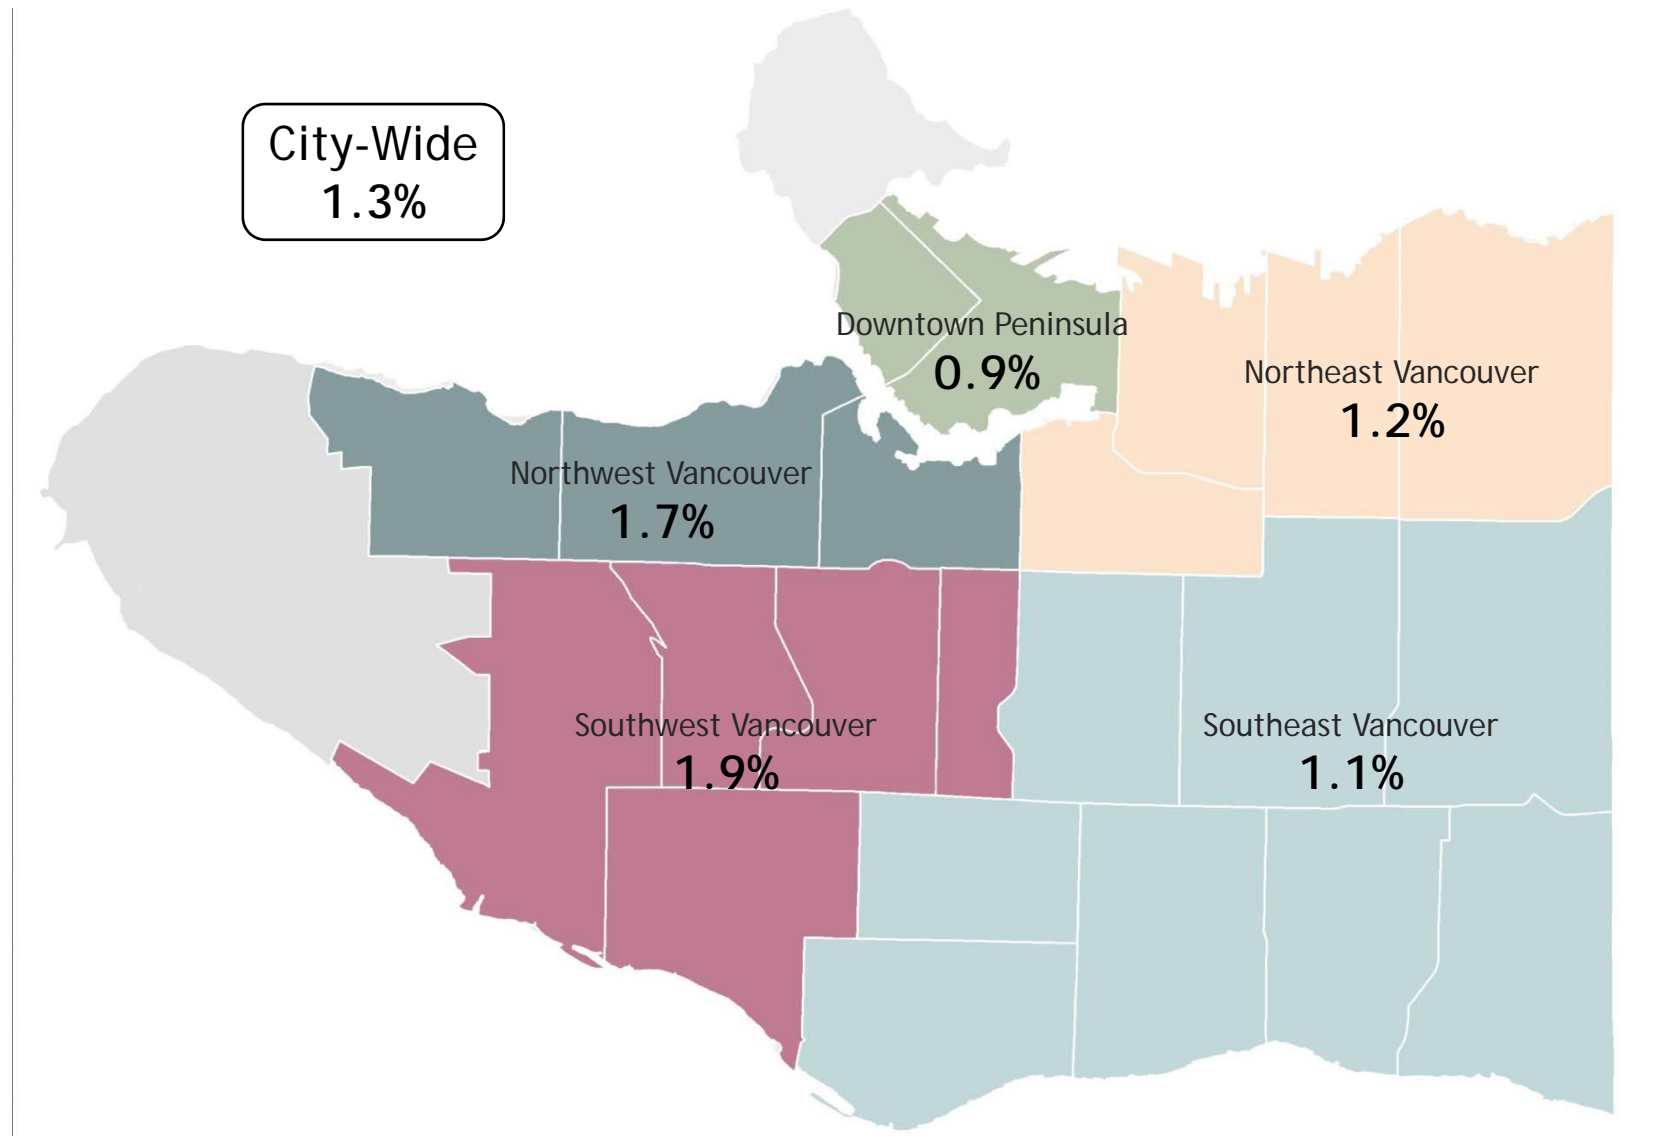 City-Wide
1.3%
Downtown Peninsula
0.9%
Northeast Vancouver
1.2%
Northwest Vancouver
1.7%
Southwest Vancouver
1.9%
Southeast Vancouver
1.1%